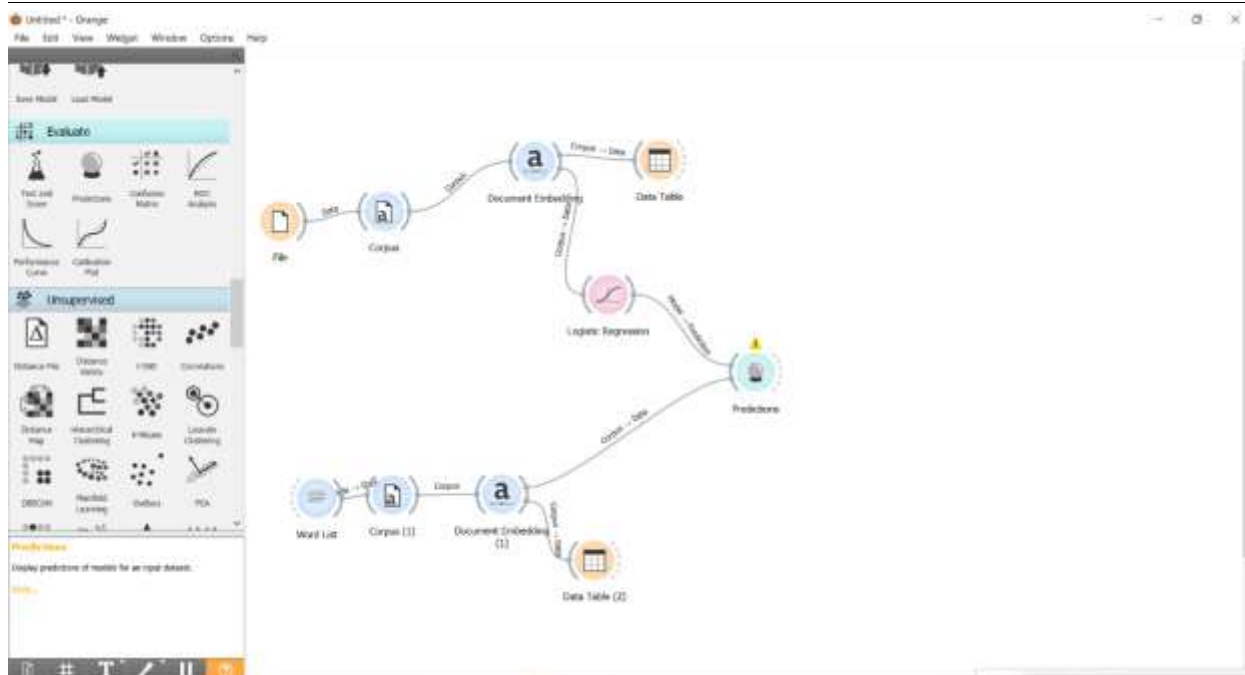 Untitled * - Orange
File Edit View Widget Window Options Help
Save Model Load Model
Evaluate
Test and Score Predictions Confusion Matrix ROC Analysis
Performance Curve Calibration Plot
Unsupervised
Distance File Distance Matrix t-SNE Correlations
Distance Map Hierarchical Clustering k-Means Louvain Clustering
DBSCAN Manifold Learning Outliers PCA
Predictions
Display predictions of models for an input dataset.
more...
Corpus → Data
Document Embedding
Data Table
Corpus
Data
Corpus
File
Corpus → Data
Logistic Regression
Model → Predictors
Predictions
Corpus → Data
Corpus
Word List
Corpus (1)
Document Embedding
(1)
Corpus → Data
Data Table (2)